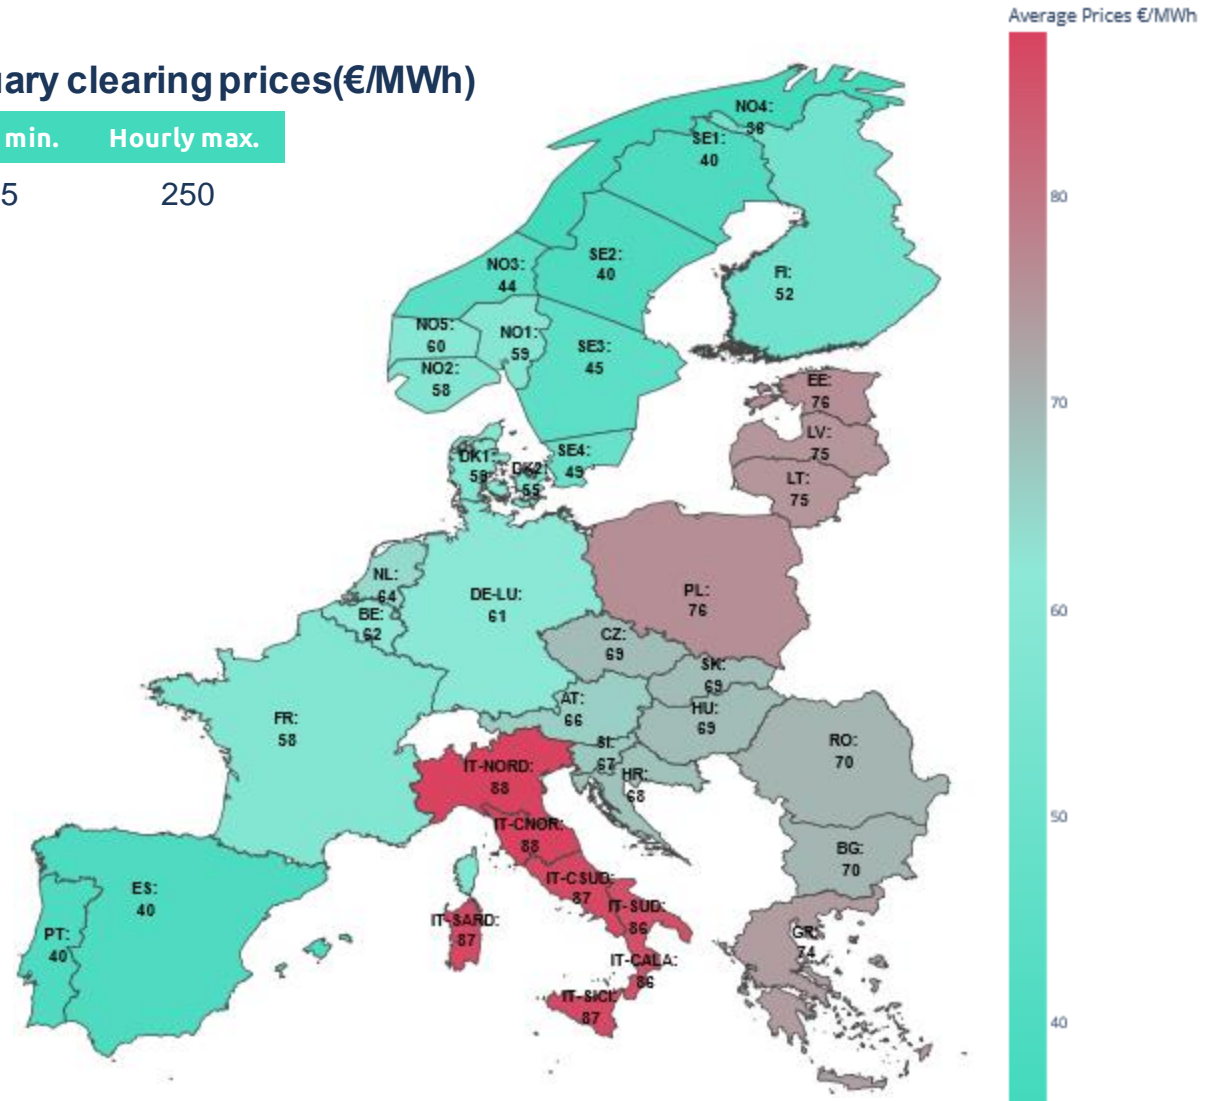 Average Prices €/MWh
uary clearing prices(€/MWh)
min. Hourly max.
5 250
NO4:
36
SE1:
40
80
SE2:
40
NO3:
44
FI:
52
NO5:
60
NO1:
59
SE3:
45
NO2:
58
EE:
76
70
LV:
75
SE4:
49
DK1:
DK2:
55
LT:
75
NL:
64
DE-LU:
61
PL:
76
BE:
62
60
CZ:
69
SK:
69
AT:
66
HU:
69
FR:
58
SI:
67
RO:
70
IT-NORD:
88
HR:
68
IT-CNOR:
88
50
BG:
70
IT-CSUD:
87
ES:
40
IT-SUD:
86
IT-SARD:
87
PT:
40
GR:
74
IT-CALA:
86
IT-SICI:
87
40